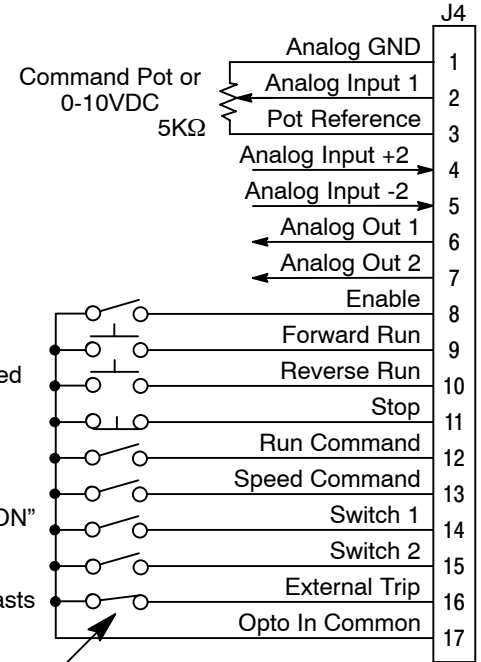 J4
Analog GND 1
Command Pot or
0-10VDC
5KΩ
Analog Input 1 2
Pot Reference 3
Analog Input +2 4
Analog Input -2 5
Analog Out 1 6
Analog Out 2 7
Enable 8
Forward Run 9
Reverse Run 10
ed
Stop 11
Run Command 12
Speed Command 13
ON”
Switch 1 14
Switch 2 15
asts
External Trip 16
Opto In Common 17